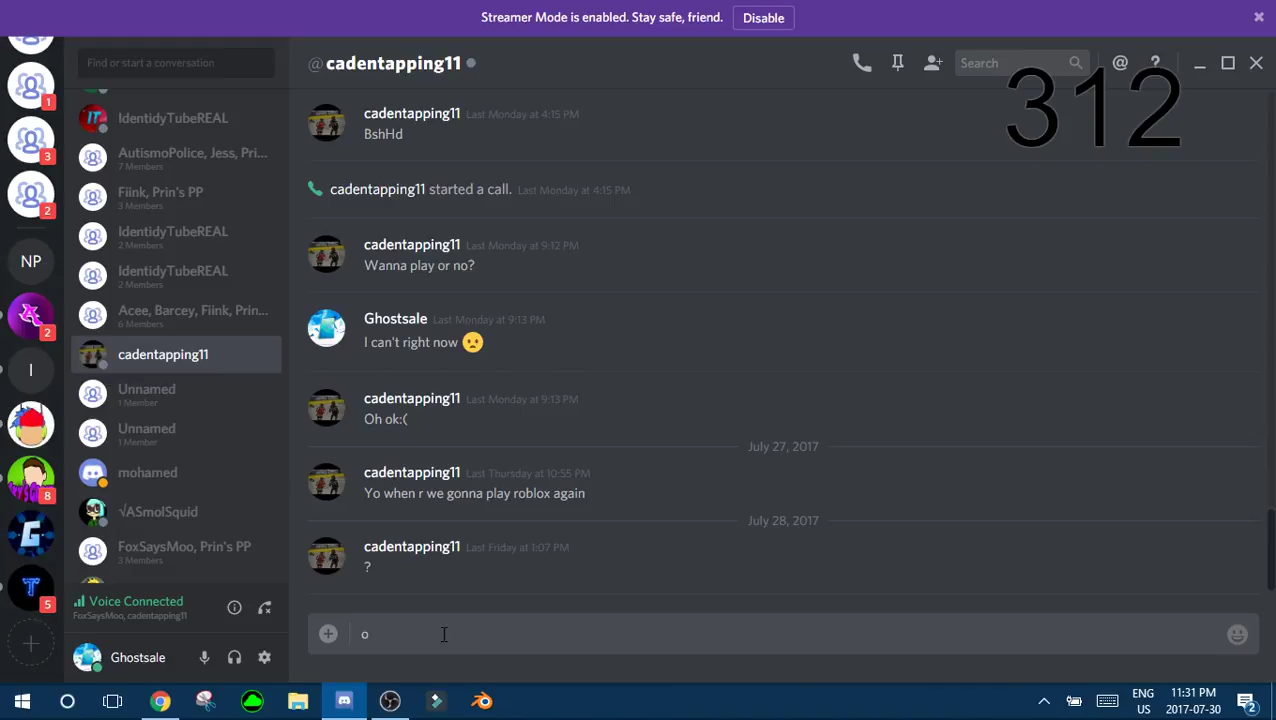 Streamer Mode is enabled. Stay safe, friend. Disable
Find or start a conversation
@cadentapping11
Search
312
IdentidyTubeREAL
AutismoPolice, Jess, Pri...
7 Members
Fiink, Prin's PP
3 Members
IdentidyTubeREAL
2 Members
IdentidyTubeREAL
2 Members
Acee, Barcey, Fiink, Prin...
6 Members
cadentapping11
Unnamed
1 Member
Unnamed
1 Member
mohamed
√ASmolSquid
FoxSaysMoo, Prin's PP
3 Members
1
3
2
NP
2
I
8
5
Voice Connected
FoxSaysMoo, cadentapping11
Ghostsale
cadentapping11 Last Monday at 4:15 PM
BshHd
cadentapping11 started a call. Last Monday at 4:15 PM
cadentapping11 Last Monday at 9:12 PM
Wanna play or no?
Ghostsale Last Monday at 9:13 PM
I can't right now
cadentapping11 Last Monday at 9:13 PM
Oh ok:(
July 27, 2017
cadentapping11 Last Thursday at 10:55 PM
Yo when r we gonna play roblox again
July 28, 2017
cadentapping11 Last Friday at 1:07 PM
?
o
ENG
US
11:31 PM
2017-07-30
2